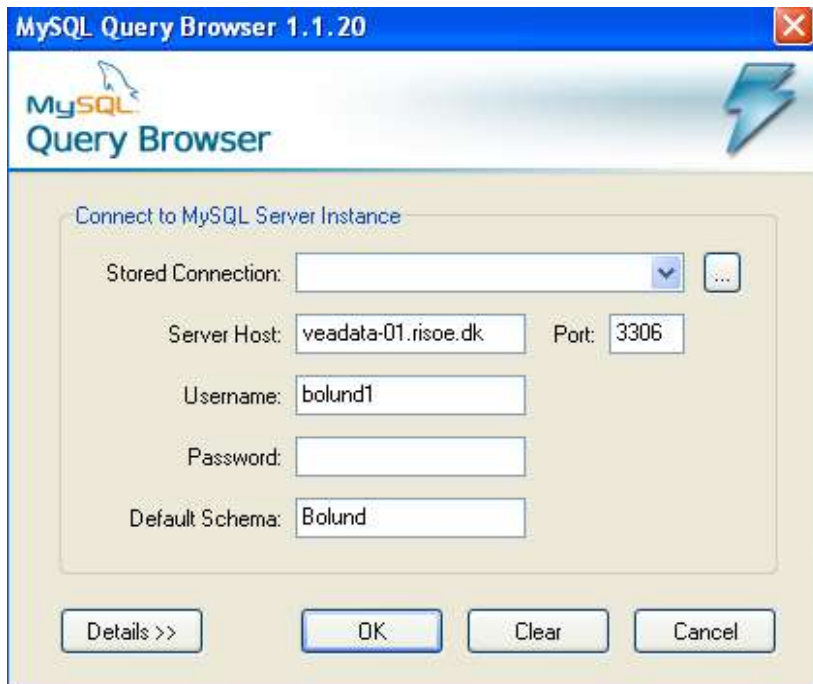 MySQL Query Browser 1.1.20
MySQL
Query Browser
Connect to MySQL Server Instance
Stored Connection:
...
Server Host: veadata-01.risoe.dk Port: 3306
Username: bolund1
Password:
Default Schema: Bolund
Details >> OK Clear Cancel